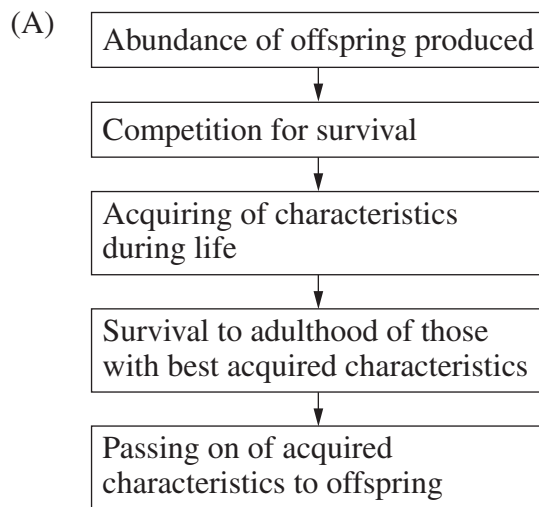 (A)
Abundance of offspring produced
Competition for survival
Acquiring of characteristics
during life
Survival to adulthood of those
with best acquired characteristics
Passing on of acquired
characteristics to offspring